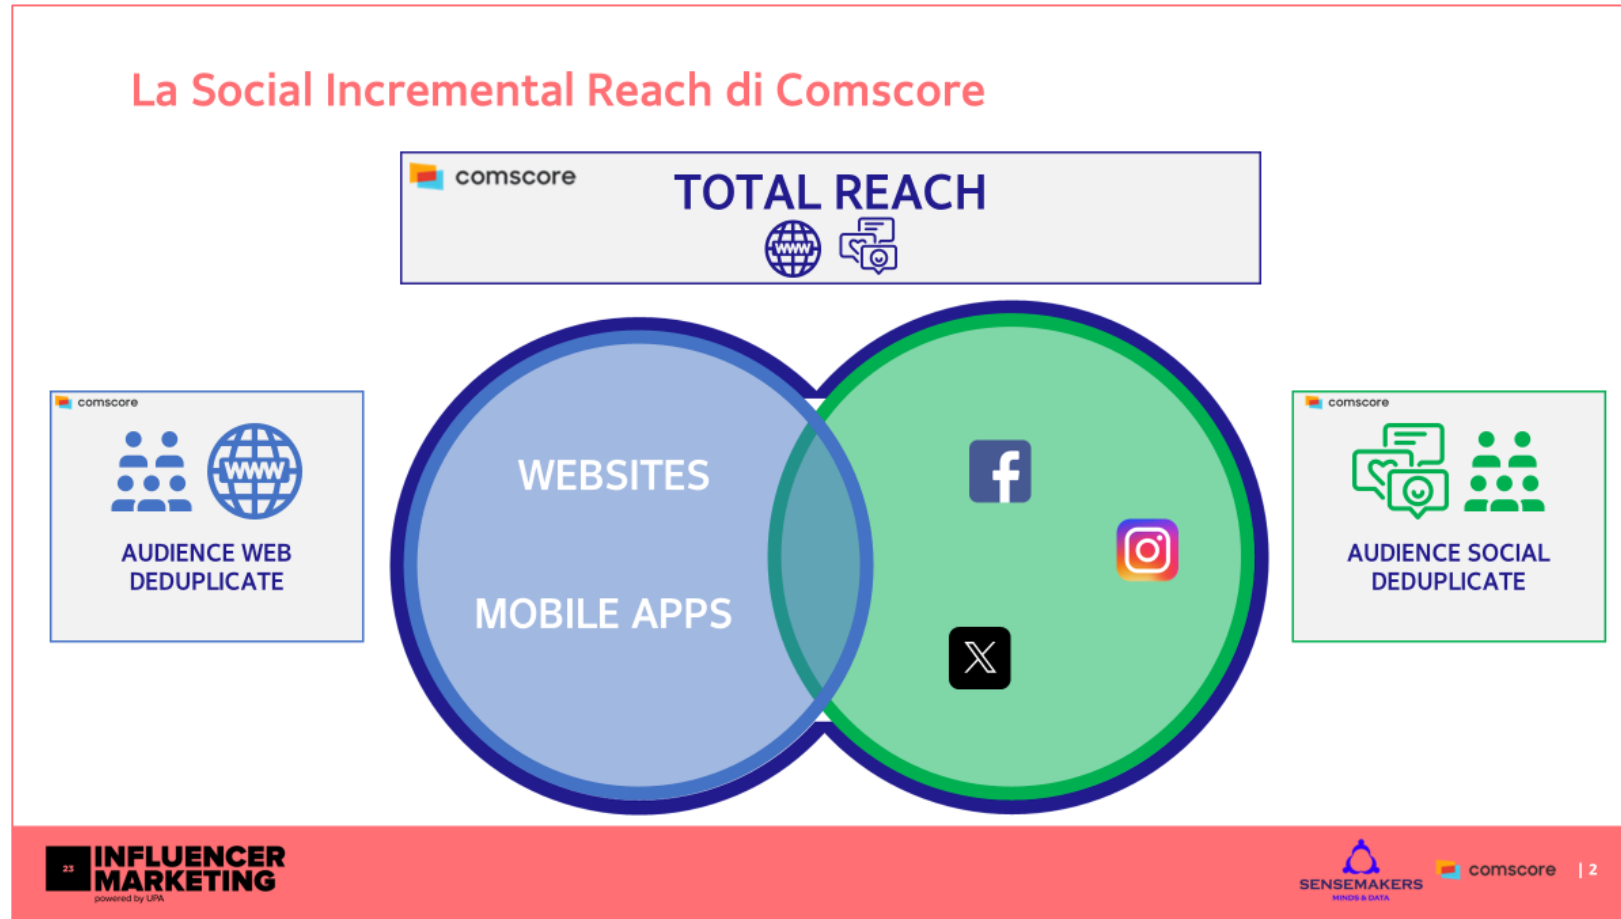 La Social Incremental Reach di Comscore
comscore
TOTAL REACH
www
comscore
www
AUDIENCE WEB
DEDUPLICATE
WEBSITES
MOBILE APPS
comscore
AUDIENCE SOCIAL
DEDUPLICATE
23
INFLUENCER
MARKETING
powered by UPA
SENSEMAKERS
MINDS & DATA
comscore
| 2